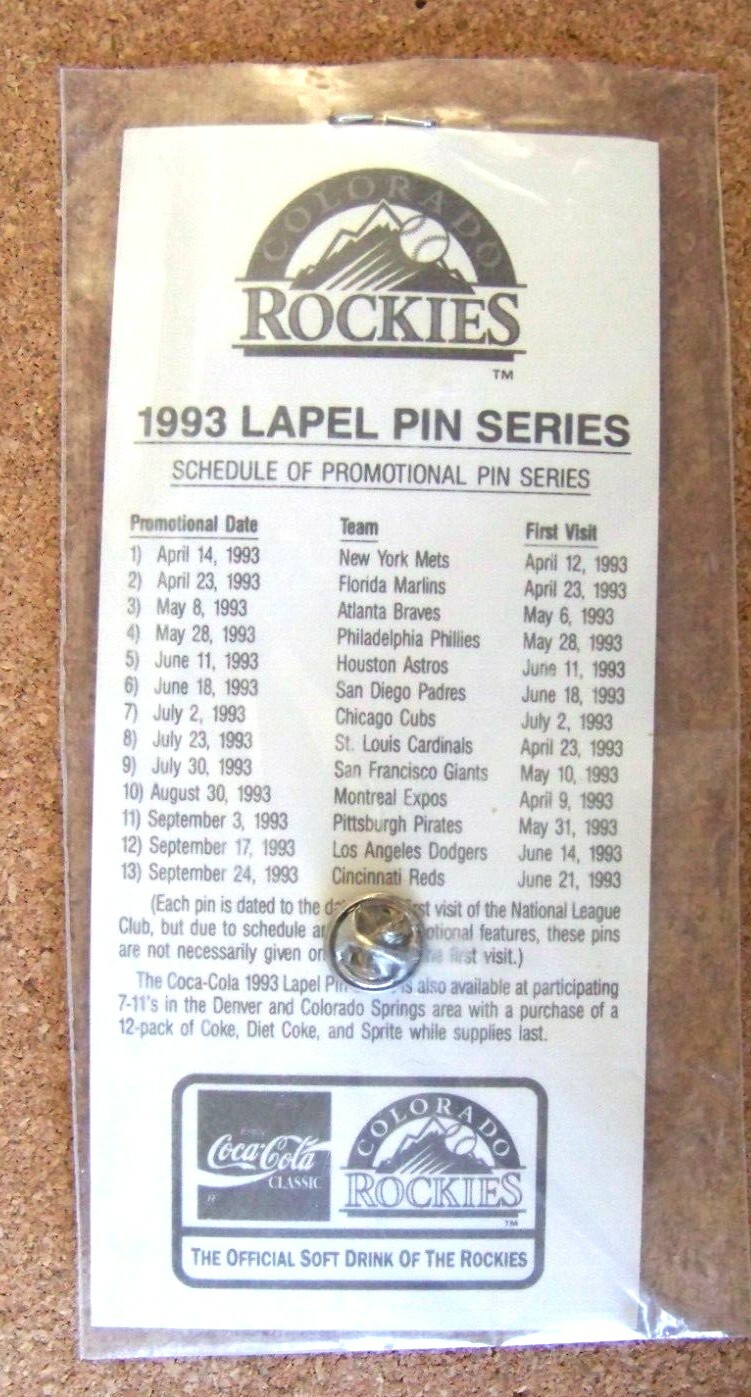 COLORADO
ROCKIES
TM
1993 LAPEL PIN SERIES
SCHEDULE OF PROMOTIONAL PIN SERIES
Promotional Date Team First Visit
1) April 14, 1993 New York Mets April 12, 1993
2) April 23, 1993 Florida Marlins April 23, 1993
3) May 8, 1993 Atlanta Braves May 6, 1993
4) May 28, 1993 Philadelphia Phillies May 28, 1993
5) June 11, 1993 Houston Astros June 11, 1993
6) June 18, 1993 San Diego Padres June 18, 1993
7) July 2, 1993 Chicago Cubs July 2, 1993
8) July 23, 1993 St. Louis Cardinals April 23, 1993
9) July 30, 1993 San Francisco Giants May 10, 1993
10) August 30, 1993 Montreal Expos April 9, 1993
11) September 3, 1993 Pittsburgh Pirates May 31, 1993
12) September 17, 1993 Los Angeles Dodgers June 14, 1993
13) September 24, 1993 Cincinnati Reds June 21, 1993
(Each pin is dated to the visit of the National League
Club, but due to schedule features, these pins
are not necessarily given first visit.)
The Coca-Cola 1993 Lapel Pin is also available at participating
7-11's in the Denver and Colorado Springs area with a purchase of a
12-pack of Coke, Diet Coke, and Sprite while supplies last.
Coca-Cola
CLASSIC
COLORADO
ROCKIES
TM
THE OFFICIAL SOFT DRINK OF THE ROCKIES